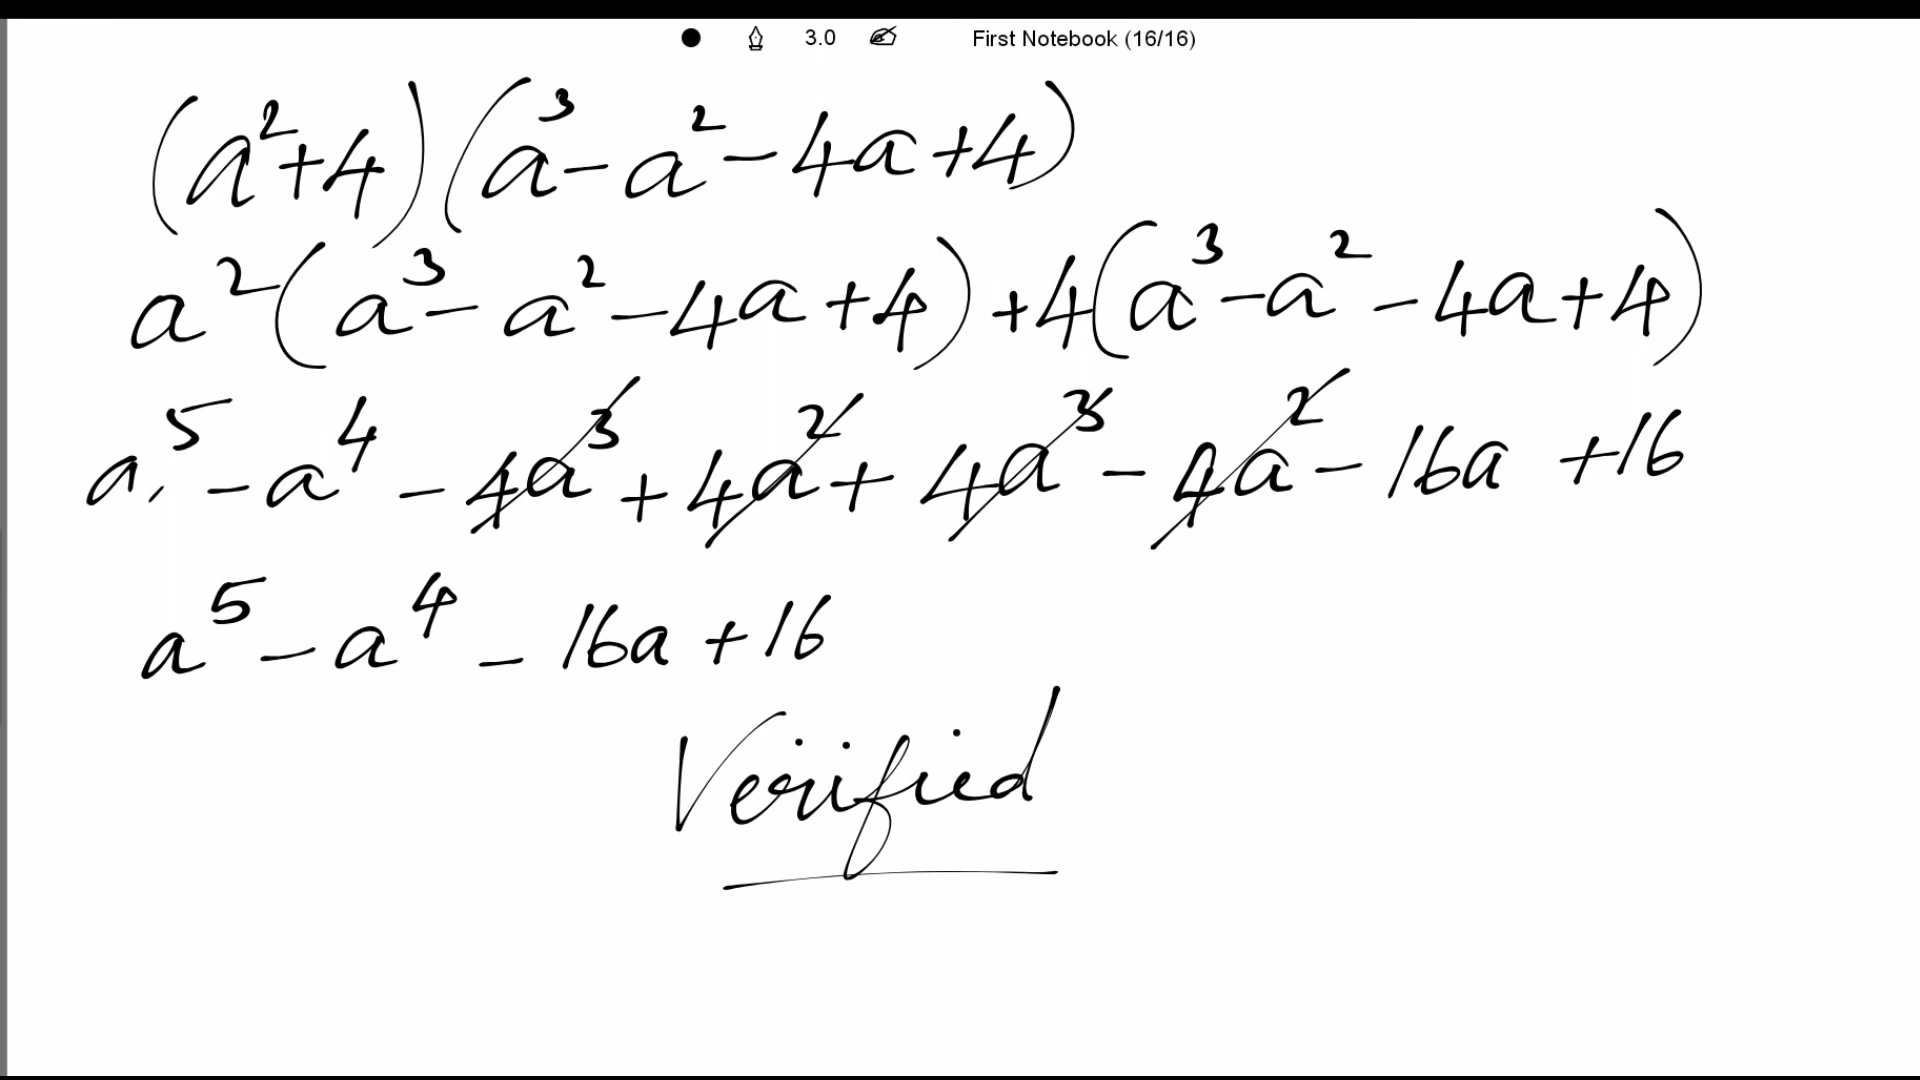 3.0 First Notebook (16/16)
(a²+4)(a³-a²-4a+4)
a²(a³-a²-4a+4)+4(a³-a²-4a+4)
a⁵-a⁴-4a³+4a²+4a³-4a²-16a+16
a⁵-a⁴-16a+16
Verified